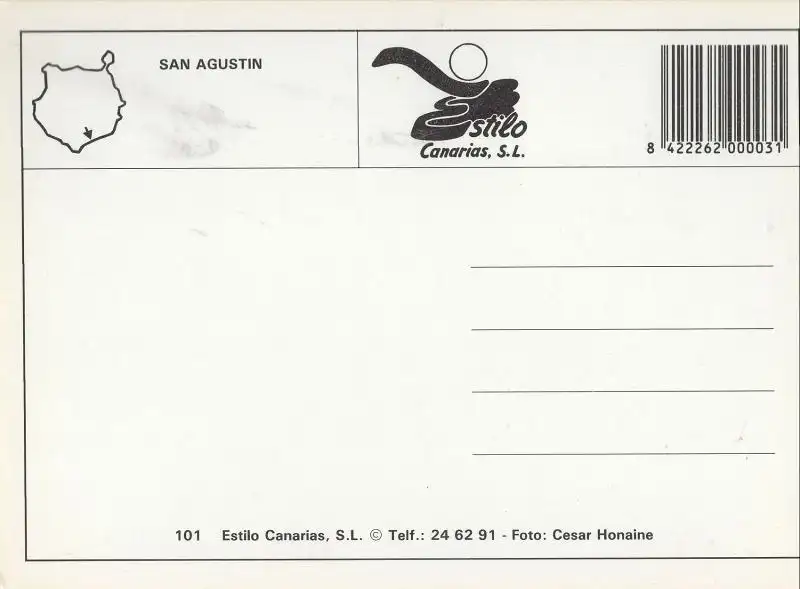 SAN AGUSTIN
Estilo
Canarias, S.L.
8 422262 000031
101 Estilo Canarias, S.L. © Telf.: 24 62 91 - Foto: Cesar Honaine